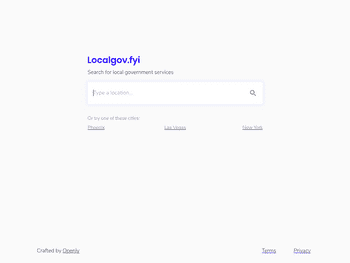 Localgov.fyi
Search for local government services
Type a location...
Or try one of these cities
Phoenix
Las Vegas
New York
Crafted by Openly
Terms
Privacy